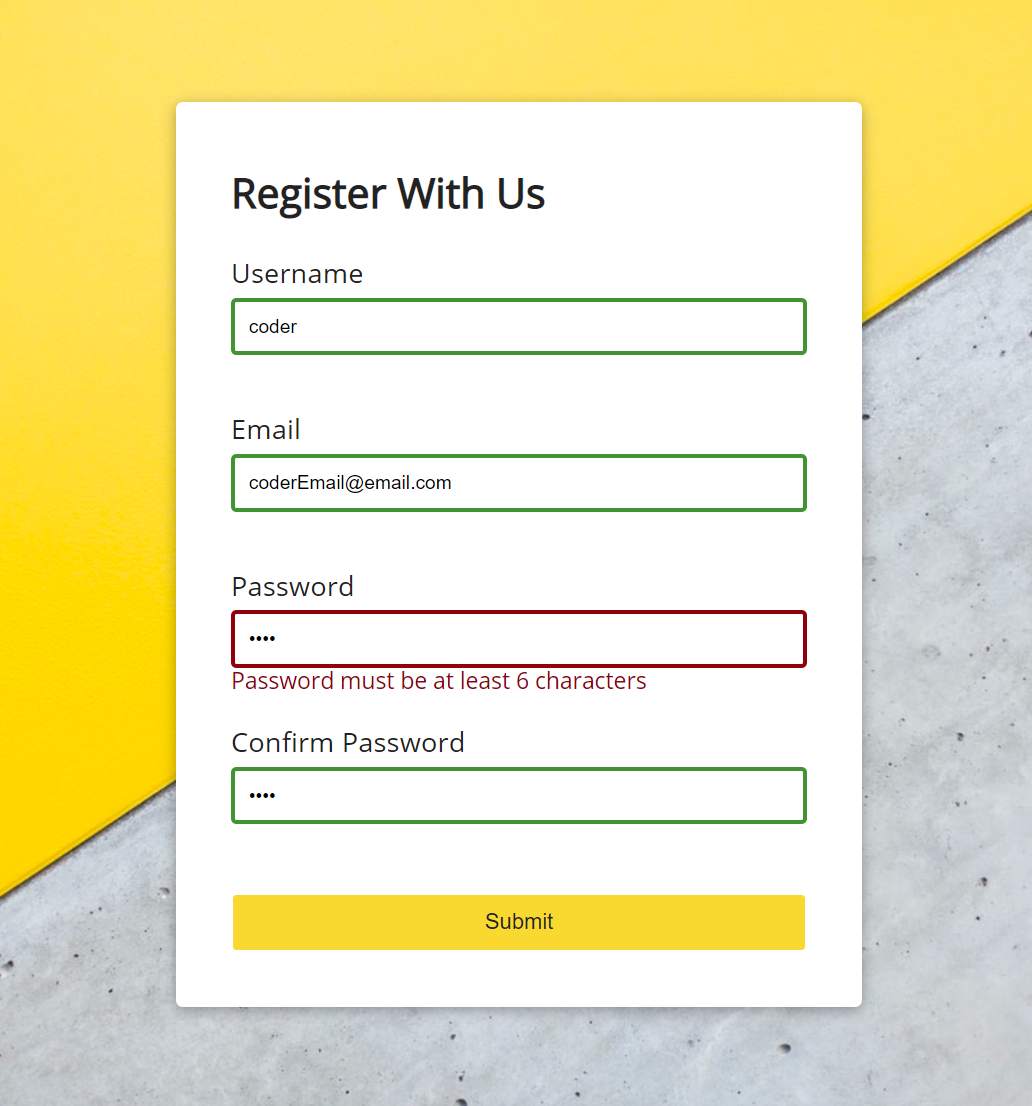 Register With Us
Username
coder
Email
coderEmail@email.com
Password
••••
Password must be at least 6 characters
Confirm Password
••••
Submit